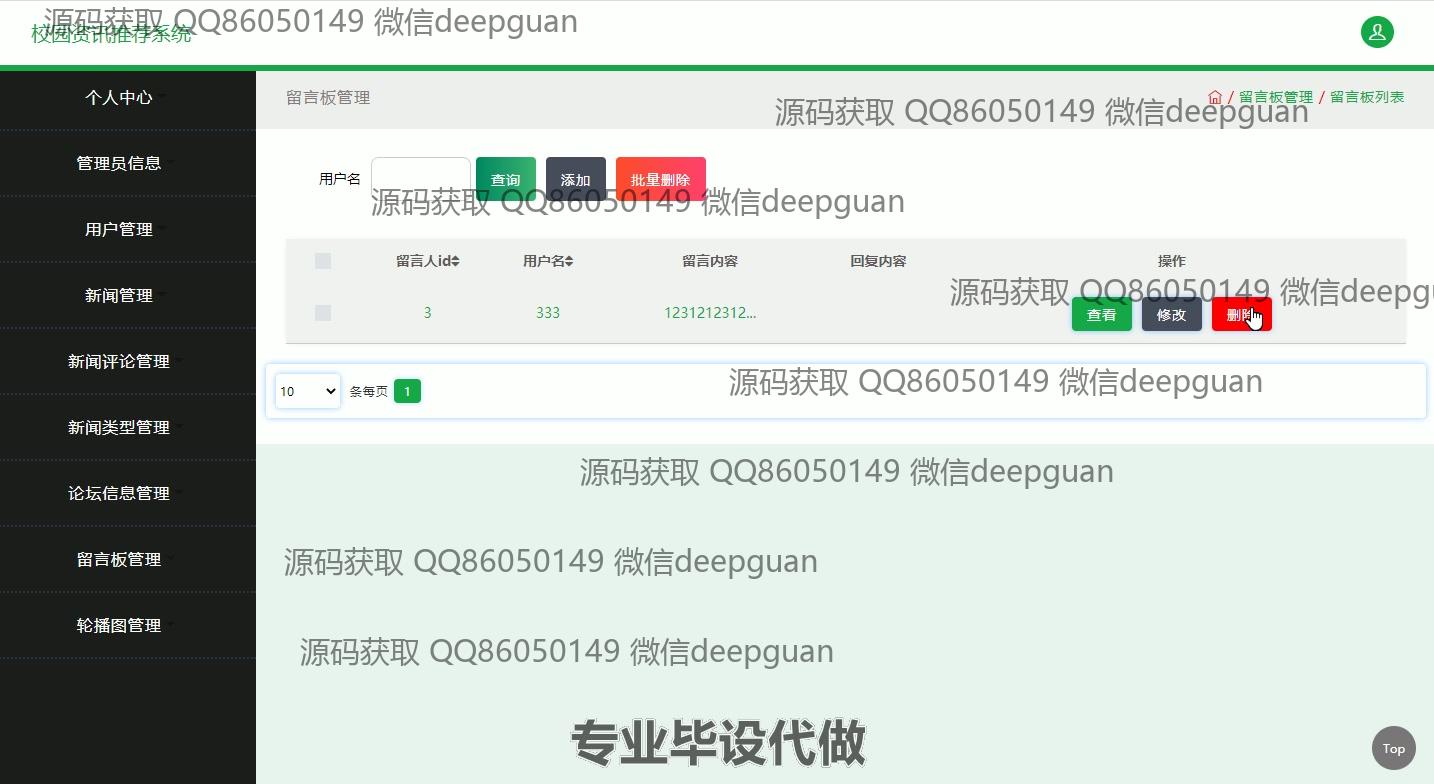 源码获取 QQ86050149 微信deepguan
校园资讯推荐系统
个人中心
管理员信息
用户管理
新闻管理
新闻评论管理
新闻类型管理
论坛信息管理
留言板管理
轮播图管理
留言板管理
/ 留言板管理 / 留言板列表
源码获取 QQ86050149 微信deepguan
用户名 查询 添加 批量删除
源码获取 QQ86050149 微信deepguan
留言人id 用户名 留言内容 回复内容 操作
源码获取 QQ86050149 微信deepgu
3 333 1231212312... 查看 修改 删除
10 条每页 1
源码获取 QQ86050149 微信deepguan
源码获取 QQ86050149 微信deepguan
源码获取 QQ86050149 微信deepguan
源码获取 QQ86050149 微信deepguan
专业毕设代做
Top